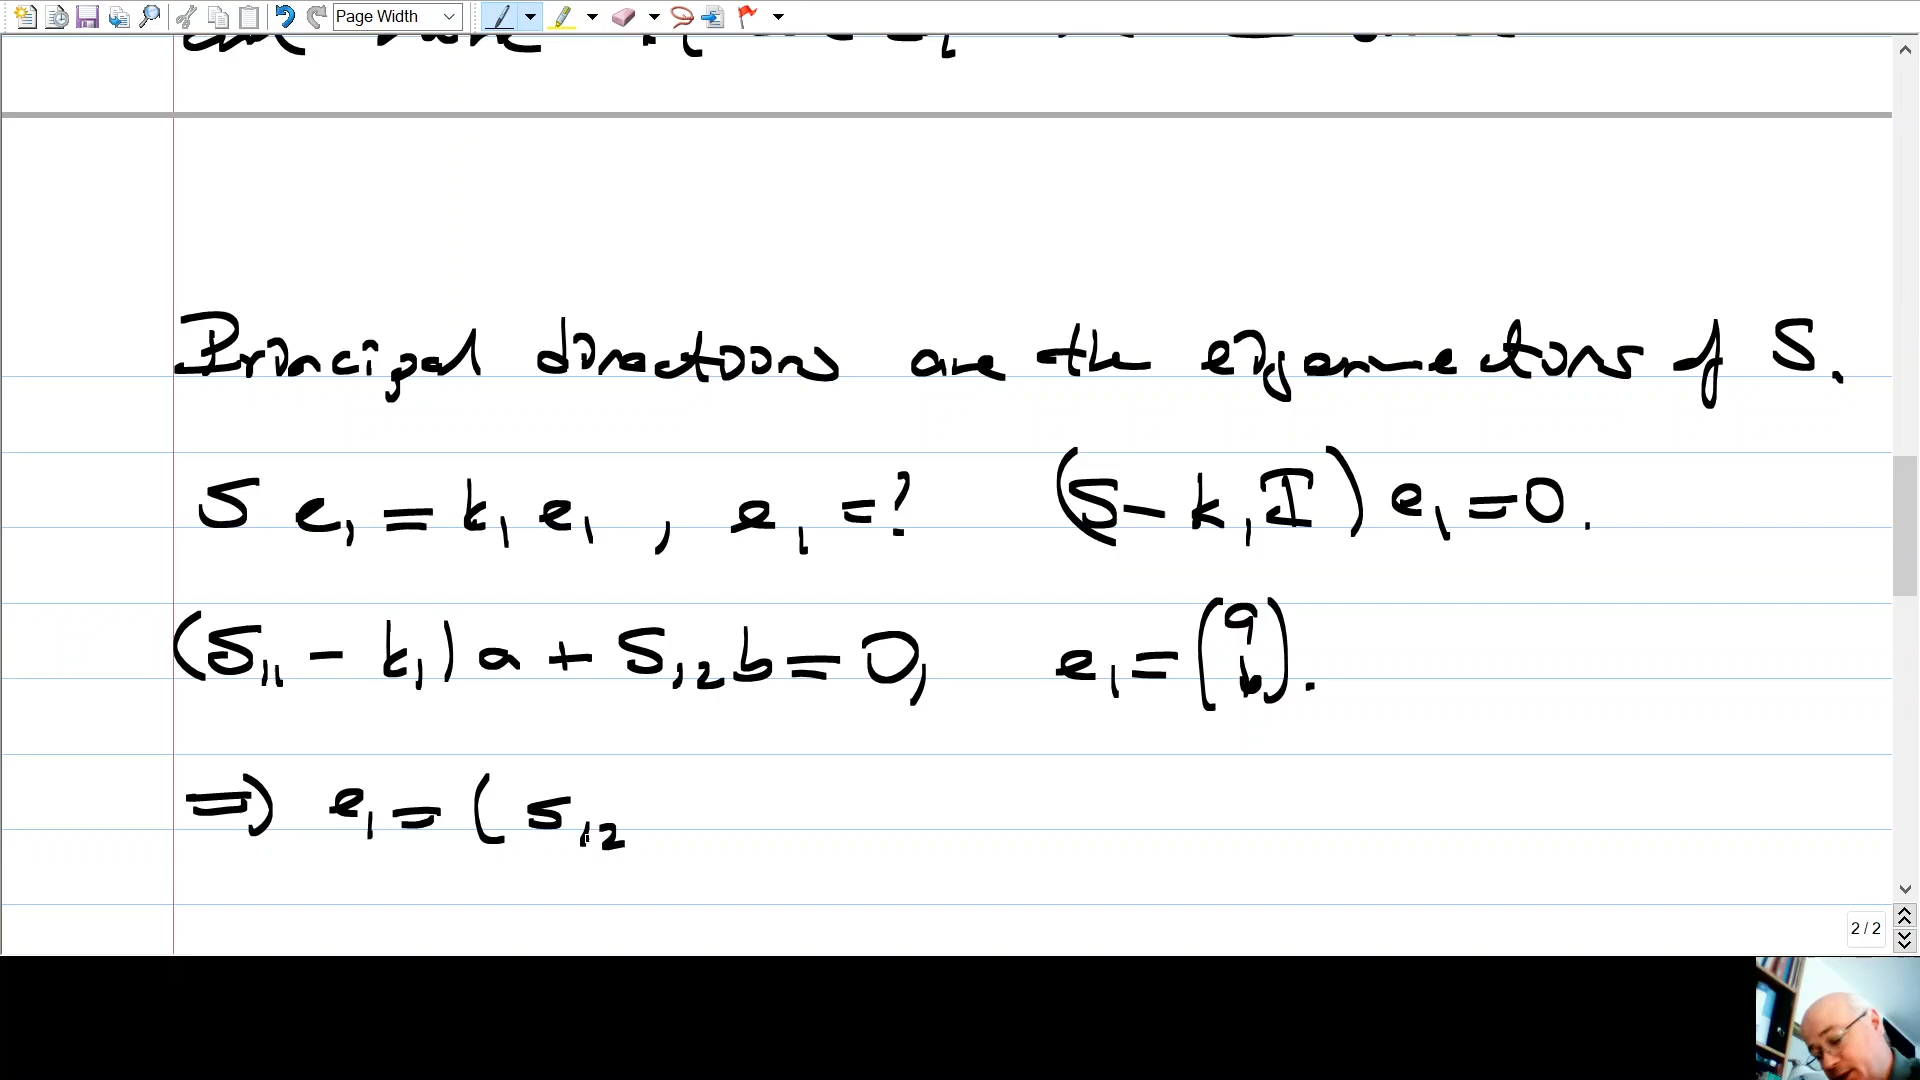 Page Width
Principal directions are the eigenvectors of S.
S e₁ = k₁ e₁ , e₁ = ? (S - k₁ I) e₁ = 0.
(S₁₁ - k₁) a + S₁₂ b = 0, e₁ = (a b).
=> e₁ = ( S₁₂
2 / 2